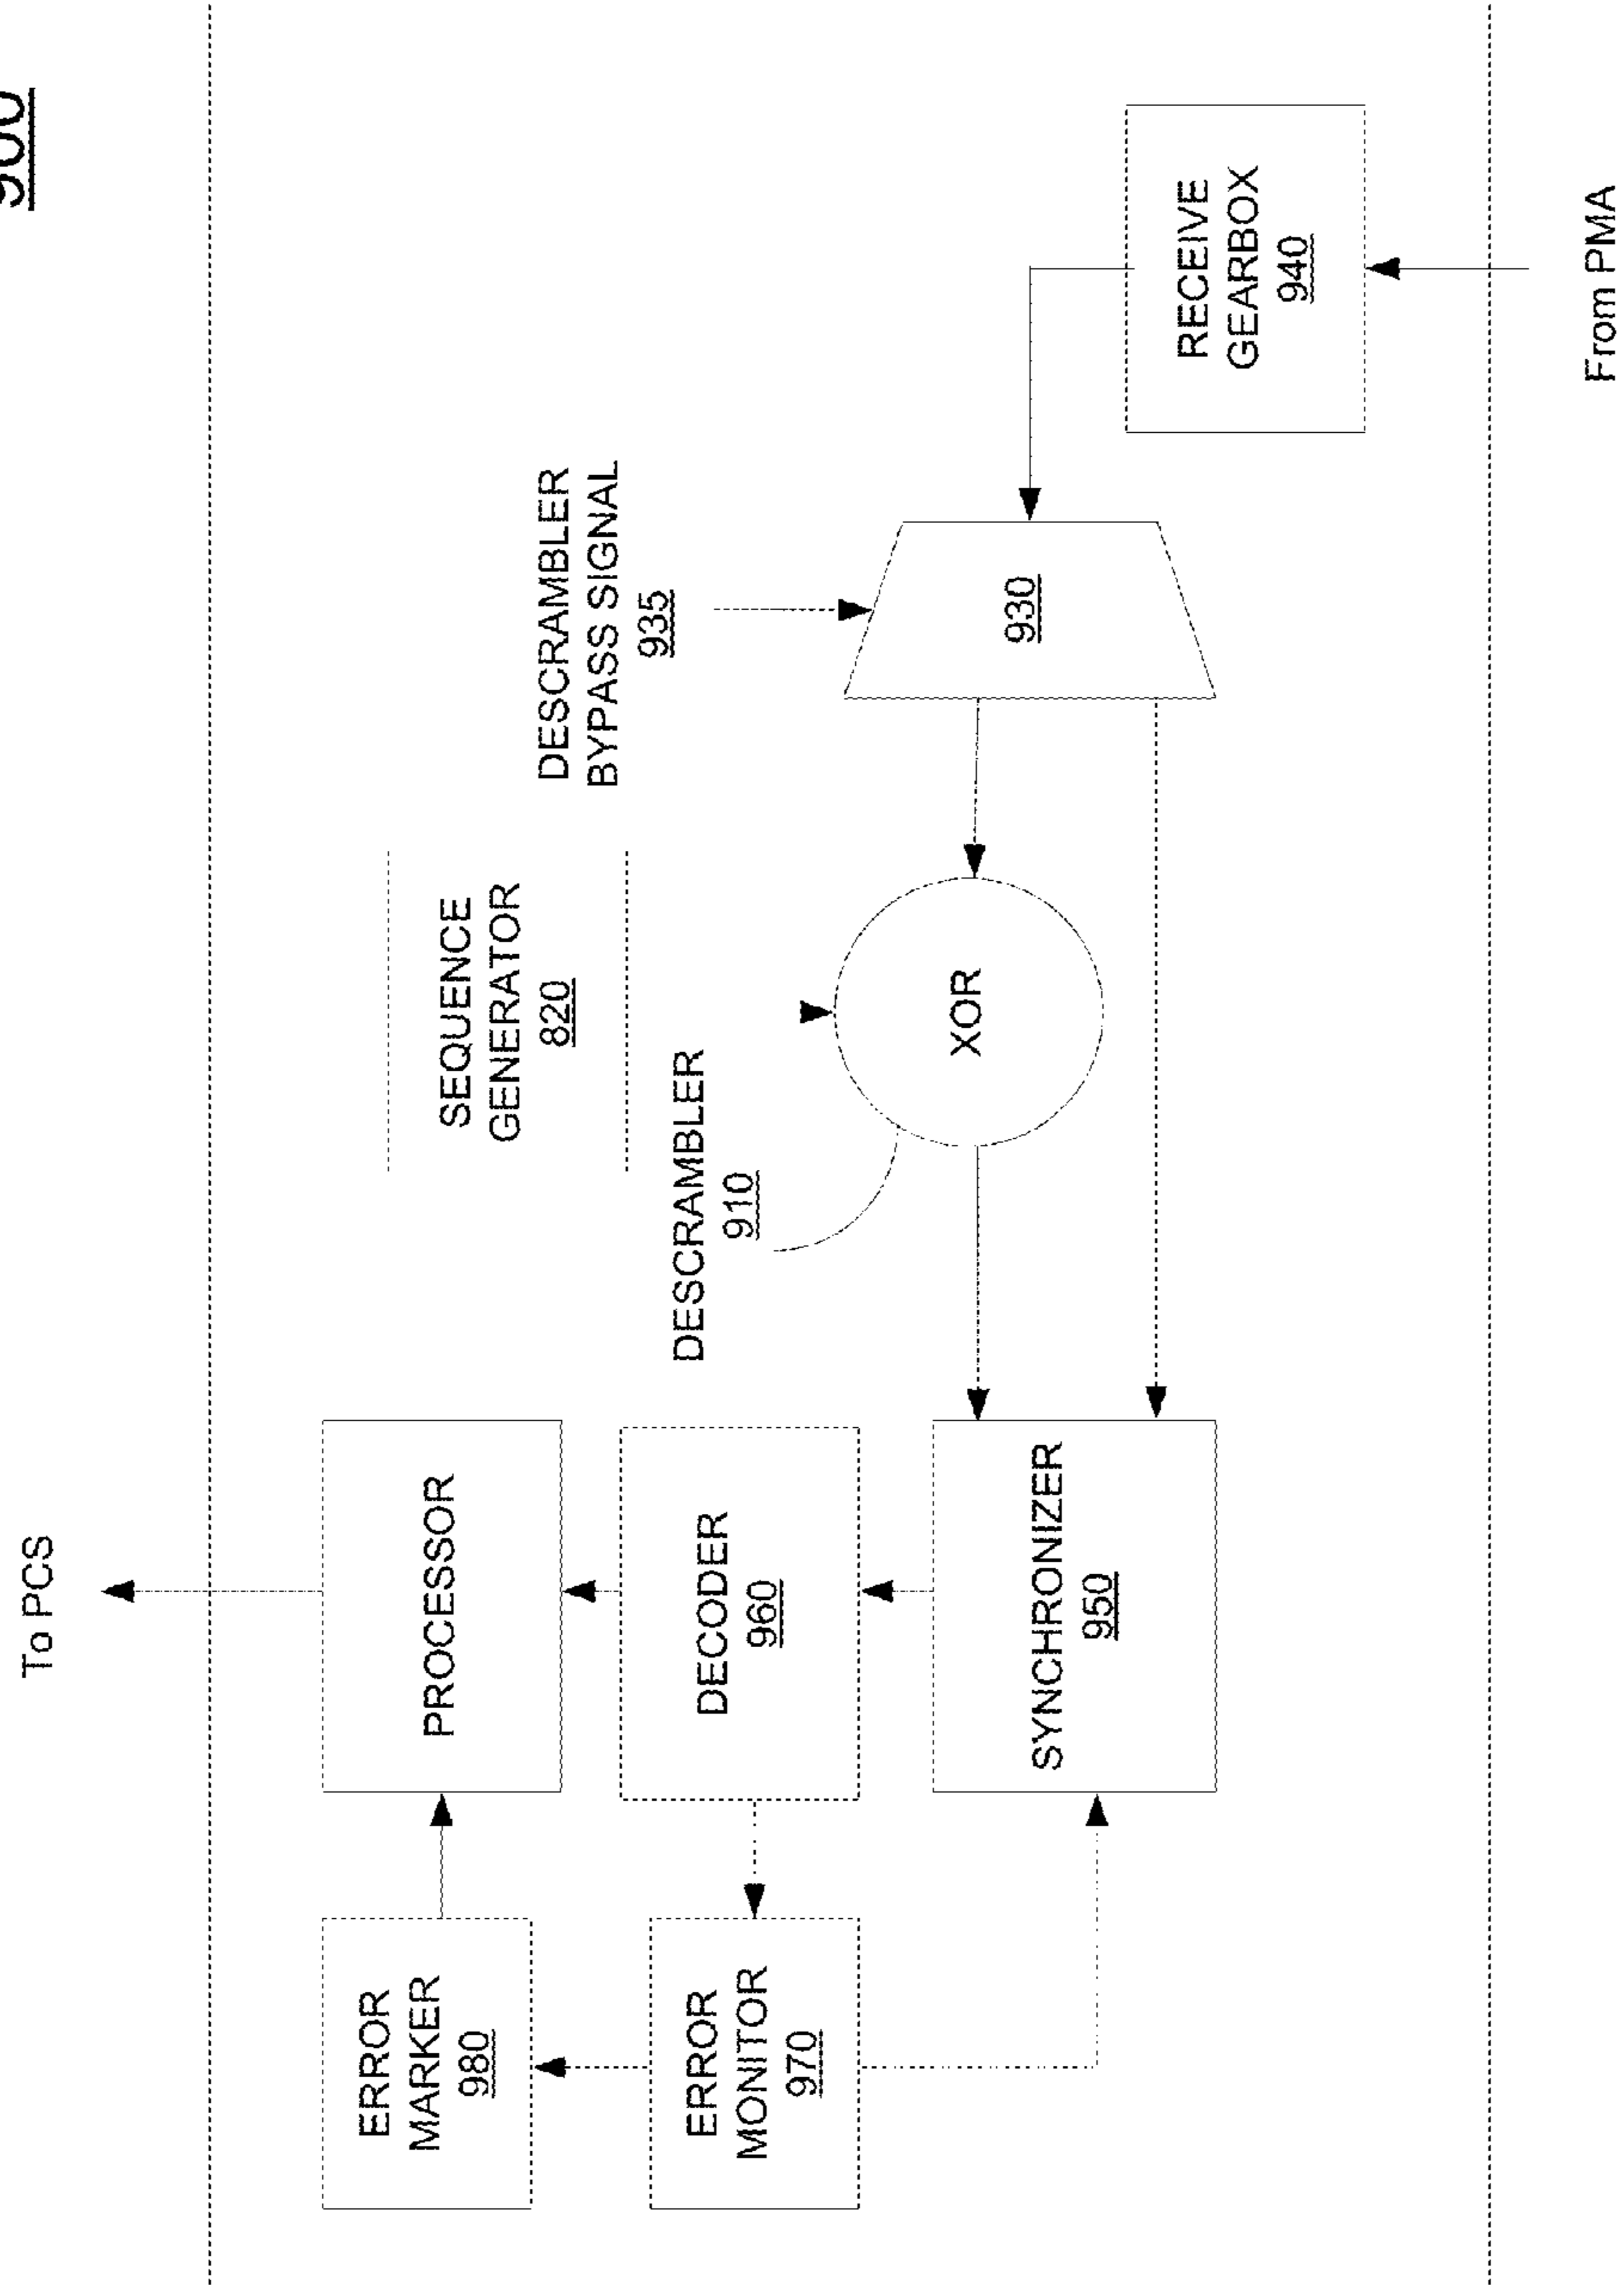 900
To PCS
ERROR
MARKER
980
PROCESSOR
ERROR
MONITOR
970
DECODER
960
SYNCHRONIZER
950
SEQUENCE
GENERATOR
820
DESCRAMBLER
910
XOR
DESCRAMBLER
BYPASS SIGNAL
935
930
RECEIVE
GEARBOX
940
From PMA